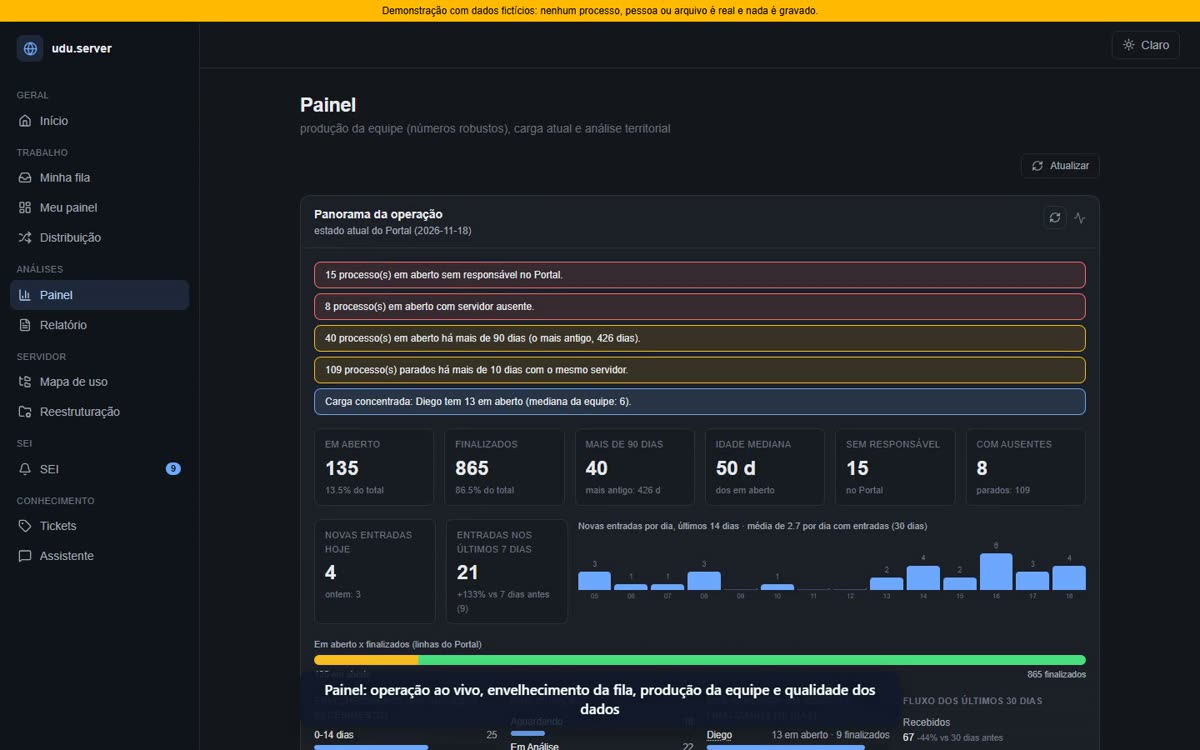 Demonstração com dados fictícios: nenhum processo, pessoa ou arquivo é real e nada é gravado.
udu.server
Claro
GERAL
Início
TRABALHO
Minha fila
Meu painel
Distribuição
ANÁLISES
Painel
Relatório
SERVIDOR
Mapa de uso
Reestruturação
SEI
SEI
9
CONHECIMENTO
Tickets
Assistente
Painel
produção da equipe (números robustos), carga atual e análise territorial
Atualizar
Panorama da operação
estado atual do Portal (2026-11-18)
15 processo(s) em aberto sem responsável no Portal.
8 processo(s) em aberto com servidor ausente.
40 processo(s) em aberto há mais de 90 dias (o mais antigo, 426 dias).
109 processo(s) parados há mais de 10 dias com o mesmo servidor.
Carga concentrada: Diego tem 13 em aberto (mediana da equipe: 6).
EM ABERTO
135
13.5% do total
FINALIZADOS
865
86.5% do total
MAIS DE 90 DIAS
40
mais antigo: 426 d
IDADE MEDIANA
50 d
dos em aberto
SEM RESPONSÁVEL
15
no Portal
COM AUSENTES
8
parados: 109
NOVAS ENTRADAS
HOJE
4
ontem: 3
ENTRADAS NOS
ÚLTIMOS 7 DIAS
21
+133% vs 7 dias antes
(9)
Novas entradas por dia, últimos 14 dias · média de 2.7 por dia com entradas (30 dias)
3 1 1 3 1 2 4 2 6 3 4
05 06 07 08 09 10 11 12 13 14 15 16 17 18
Em aberto x finalizados (linhas do Portal)
135 em aberto
865 finalizados
Painel: operação ao vivo, envelhecimento da fila, produção da equipe e qualidade dos
dados
0-14 dias
25
Aguardando
18
Em Análise
22
Diego
13 em aberto · 9 finalizados
FLUXO DOS ÚLTIMOS 30 DIAS
Recebidos
67 -44% vs 30 dias antes